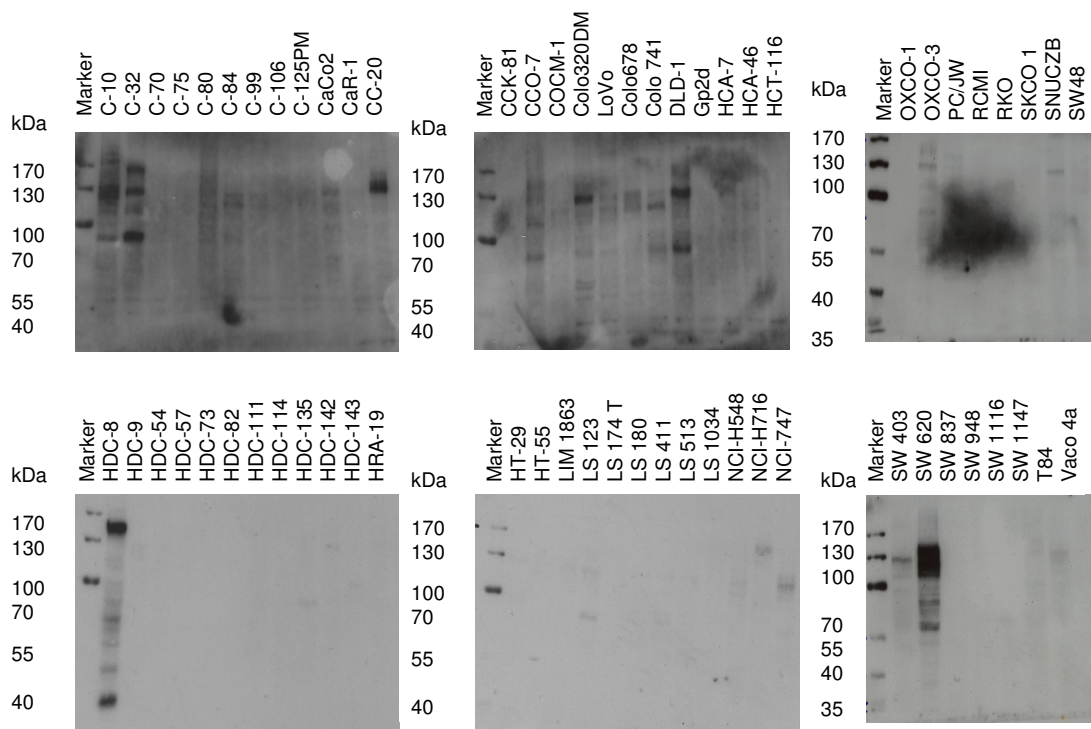 Marker
C-10
C-32
C-70
C-75
C-80
C-84
C-99
C-106
C-125PM
CaCo2
CaR-1
CC-20
kDa
170
130
100
70
55
40
Marker
CCK-81
CCO-7
COCM-1
Colo320DM
LoVo
Colo678
Colo 741
DLD-1
Gp2d
HCA-7
HCA-46
HCT-116
kDa
170
130
100
70
55
40
Marker
OXCO-1
OXCO-3
PC/JW
RCMI
RKO
SKCO 1
SNUCZB
SW48
kDa
170
130
100
70
55
40
35
Marker
HDC-8
HDC-9
HDC-54
HDC-57
HDC-73
HDC-82
HDC-111
HDC-114
HDC-135
HDC-142
HDC-143
HRA-19
kDa
170
130
100
70
55
40
Marker
HT-29
HT-55
LIM 1863
LS 123
LS 174 T
LS 180
LS 411
LS 513
LS 1034
NCI-H548
NCI-H716
NCI-747
kDa
170
130
100
70
55
40
Marker
SW 403
SW 620
SW 837
SW 948
SW 1116
SW 1147
T84
Vaco 4a
kDa
170
130
100
70
55
40
35